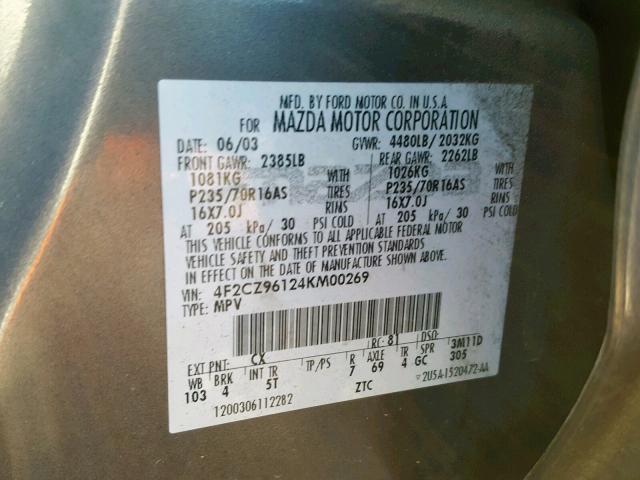 MFD. BY FORD MOTOR CO. IN U.S.A.
FOR MAZDA MOTOR CORPORATION
DATE: 06/03 GVWR: 4480LB/2032KG
FRONT GAWR: 2385LB REAR GAWR: 2262LB
1081KG WITH 1026KG WITH
P235/70R16AS TIRES P235/70R16AS TIRES
16X7.0J RIMS 16X7.0J RIMS
AT 205 kPa/30 PSI COLD AT 205 kPa/30 PSI COLD
THIS VEHICLE CONFORMS TO ALL APPLICABLE FEDERAL MOTOR
VEHICLE SAFETY AND THEFT PREVENTION STANDARDS
IN EFFECT ON THE DATE OF MANUFACTURE SHOWN ABOVE.
VIN: 4F2CZ96124KM00269
TYPE: MPV
EXT PNT: CX RC: 81 DSO:
WB BRK INT TR TP/PS R AXLE TR SPR 3M11D
103 4 5T 7 69 4 GC 305
ZTC 2U5A-1520472-AA
1200306112282